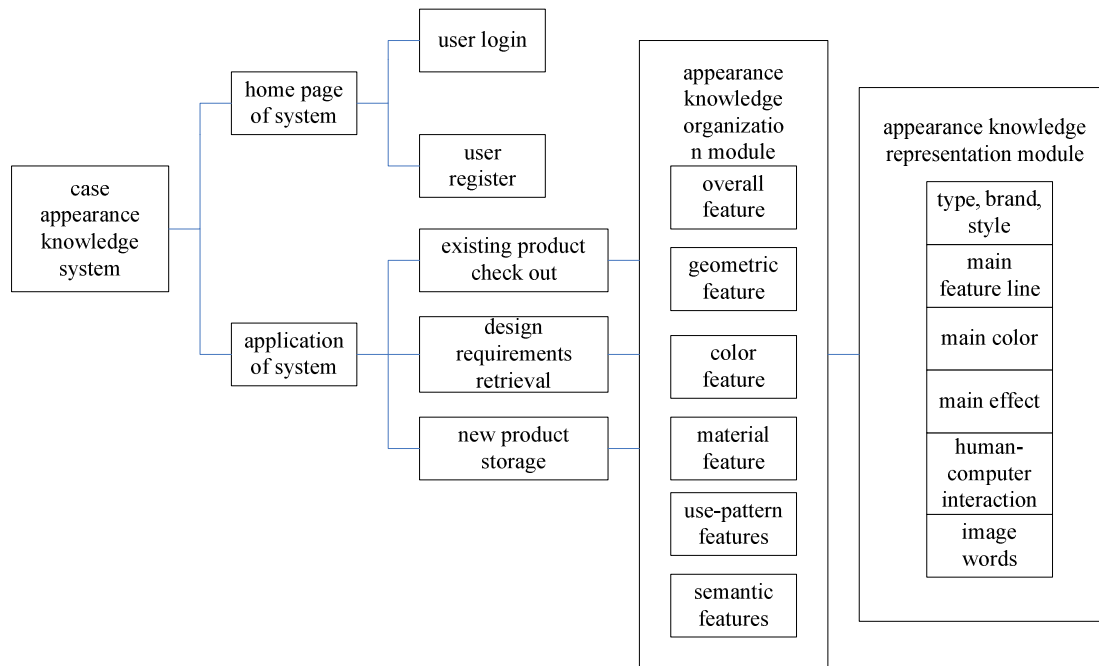 case
appearance
knowledge
system
home page
of system
application
of system
user login
user
register
existing product
check out
design
requirements
retrieval
new product
storage
appearance
knowledge
organizatio
n module
overall
feature
geometric
feature
color
feature
material
feature
use-pattern
features
semantic
features
appearance knowledge
representation module
type, brand,
style
main
feature line
main color
main effect
human-
computer
interaction
image
words